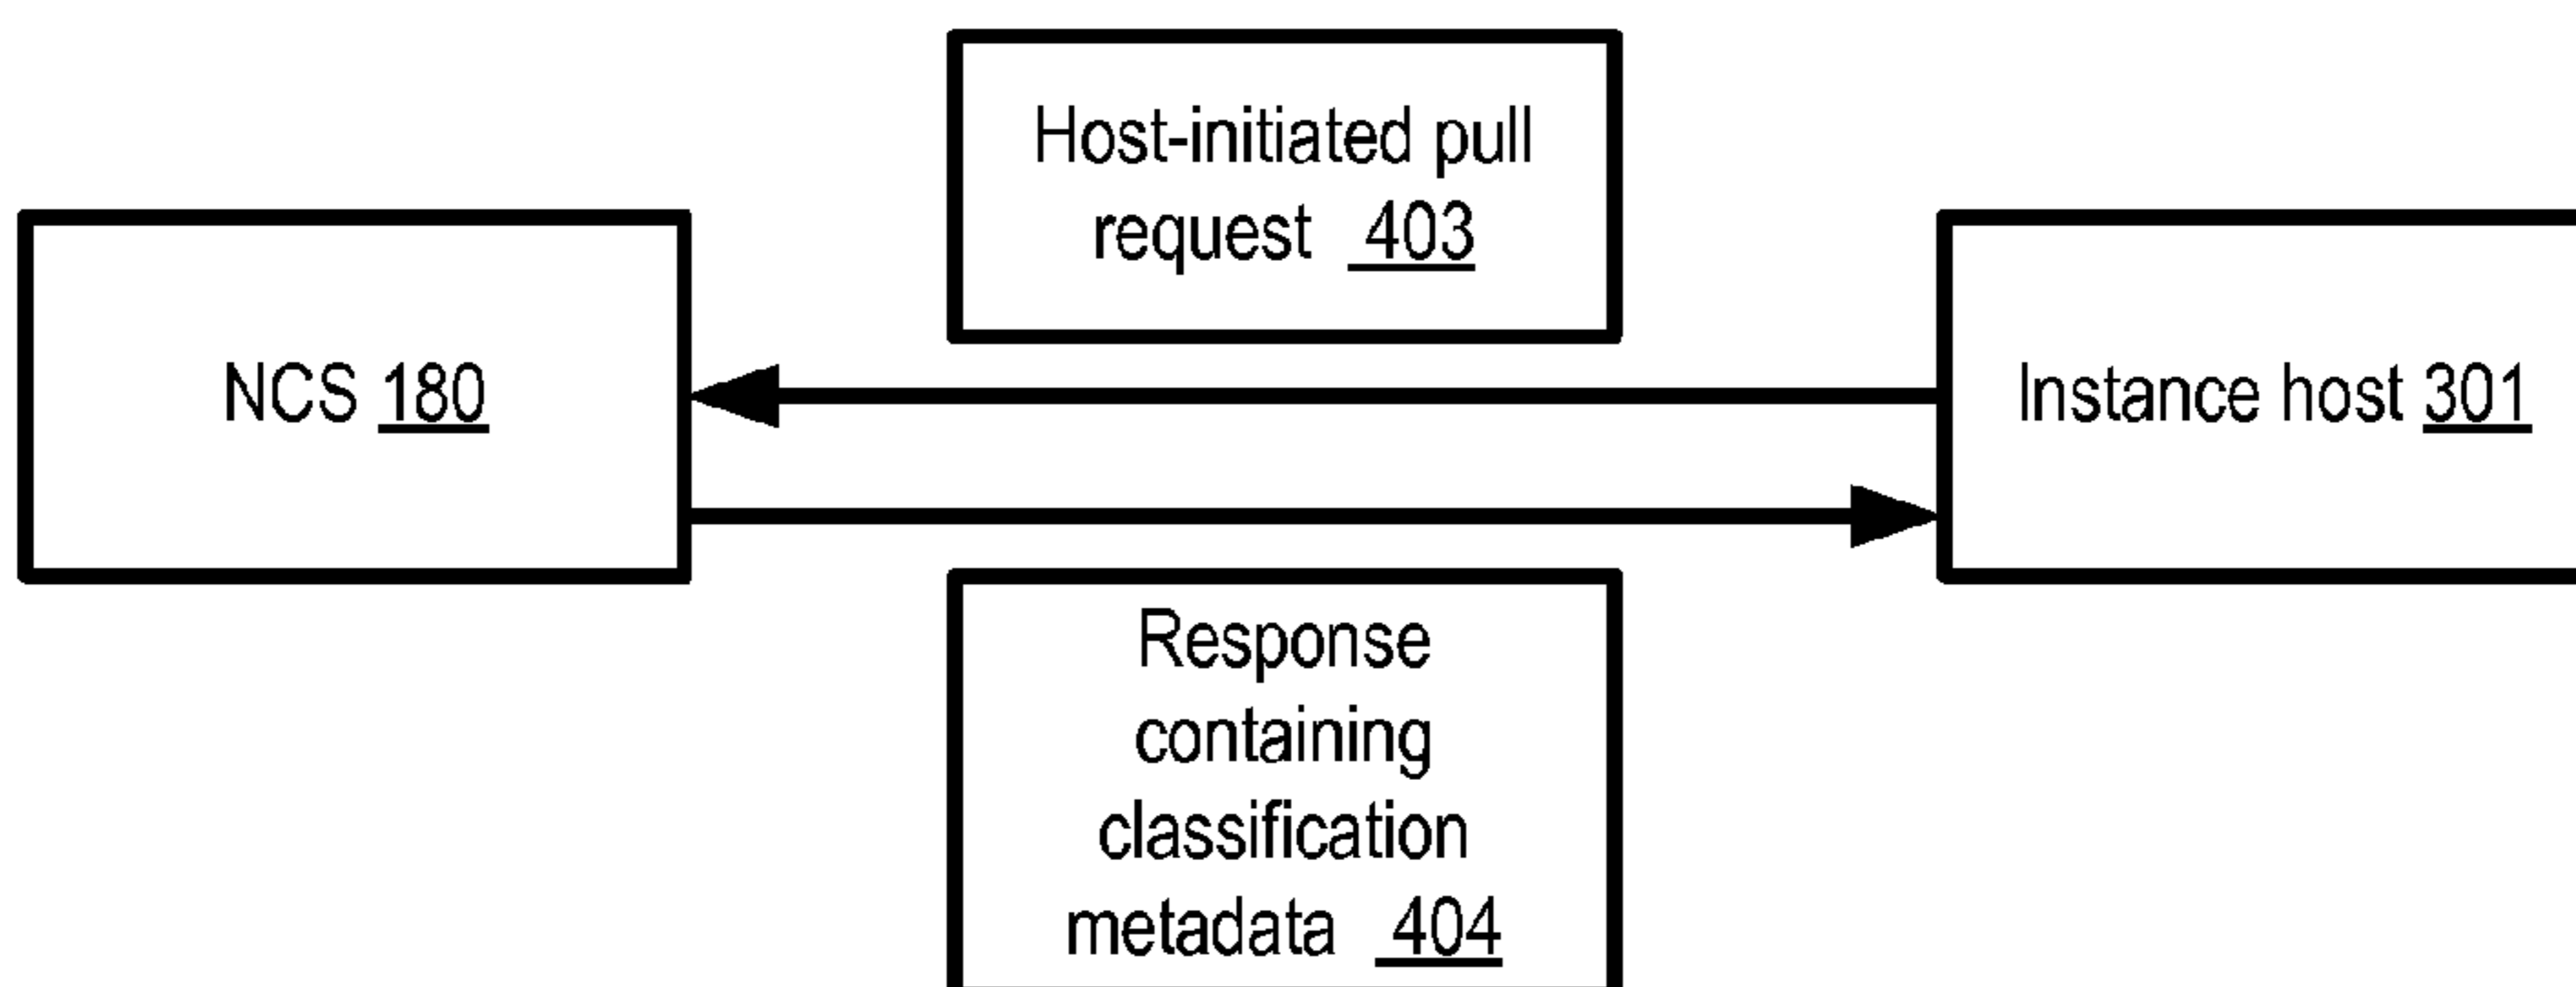 Host-initiated pull
request 403
NCS 180
Instance host 301
Response
containing
classification
metadata 404